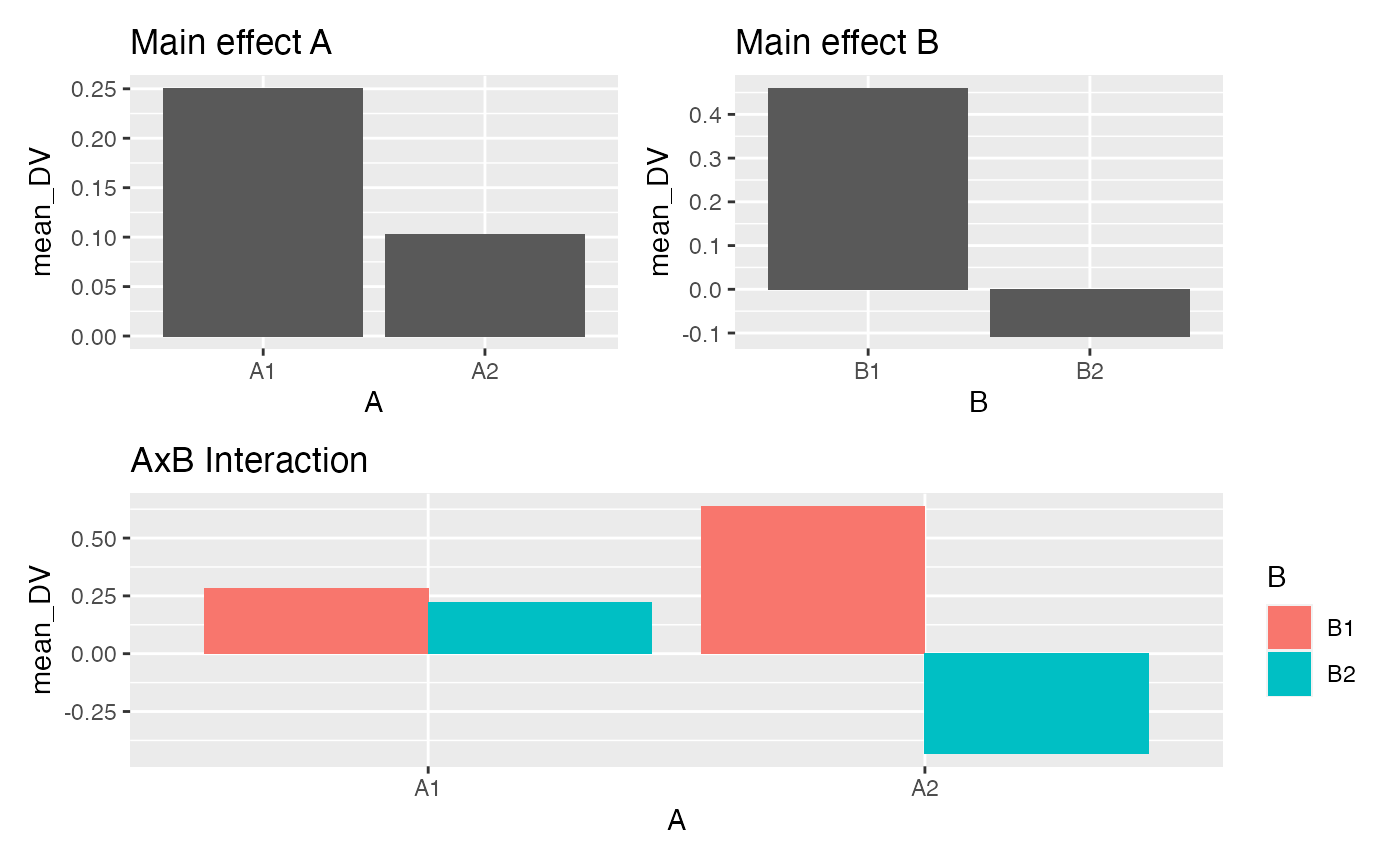 Main effect A
0.25
0.20
0.15
0.10
0.05
0.00
mean_DV
A1 A2
A
Main effect B
0.4
0.3
0.2
0.1
0.0
-0.1
mean_DV
B1 B2
B
AxB Interaction
0.50
0.25
0.00
-0.25
mean_DV
A1 A2
A
B
B1
B2